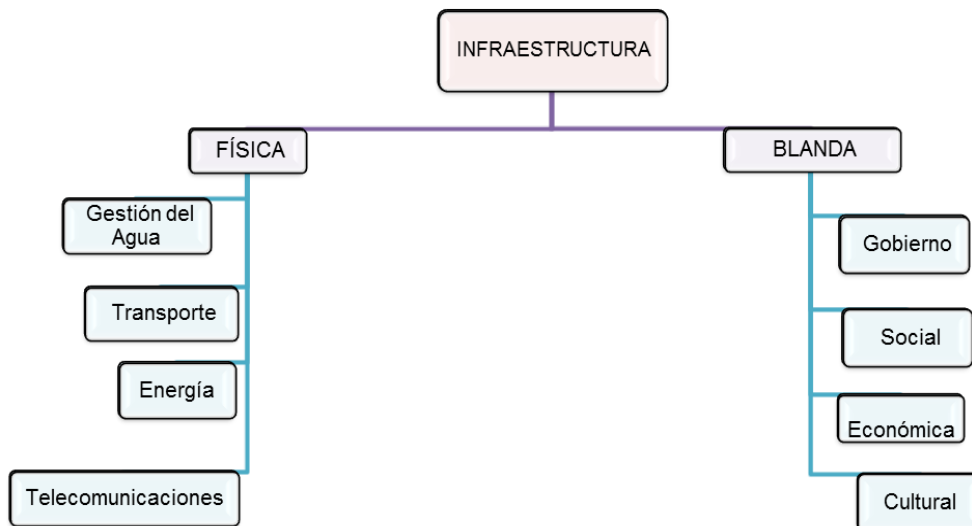 INFRAESTRUCTURA
FÍSICA
BLANDA
Gestión del
Agua
Transporte
Energía
Telecomunicaciones
Gobierno
Social
Económica
Cultural